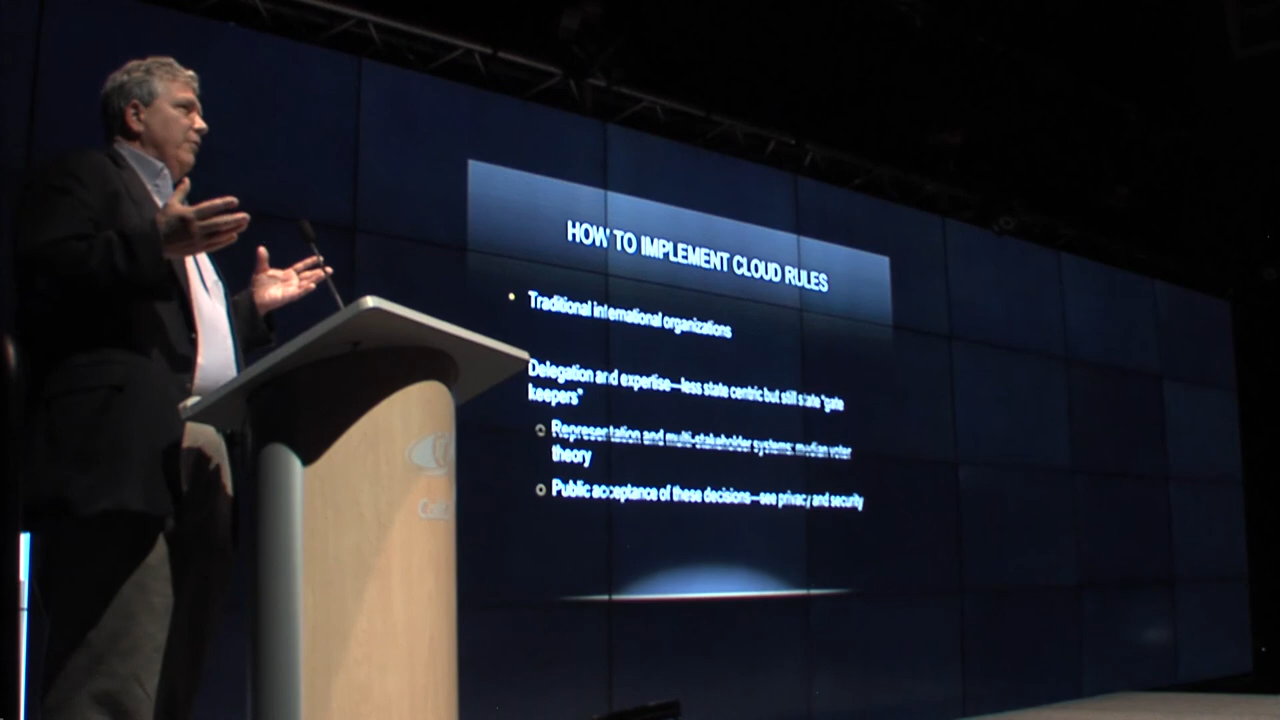 HOW TO IMPLEMENT CLOUD RULES
Traditional international organizations
Delegation and expertise—less state centric but still state "gate
keepers"
Representation and multi-stakeholder systems: median voter
theory
Public acceptance of these decisions—see privacy and security